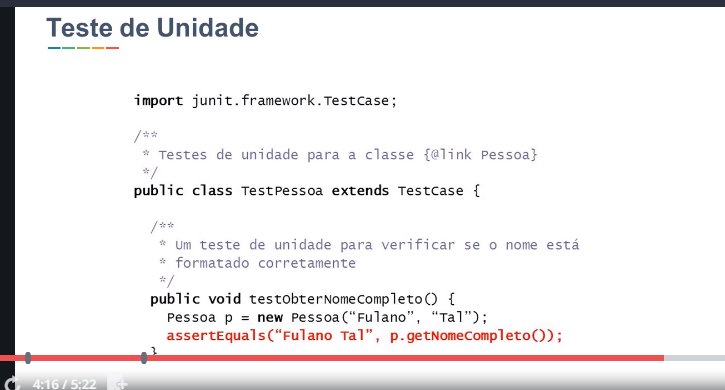 Teste de Unidade
import junit.framework.TestCase;
/**
* Testes de unidade para a classe {@link Pessoa}
*/
public class TestPessoa extends TestCase {
/**
* Um teste de unidade para verificar se o nome está
* formatado corretamente
*/
public void testObterNomeCompleto() {
Pessoa p = new Pessoa(“Fulano”, “Tal”);
assertEquals(“Fulano Tal”, p.getNomeCompleto());
}
4:16 / 5:22